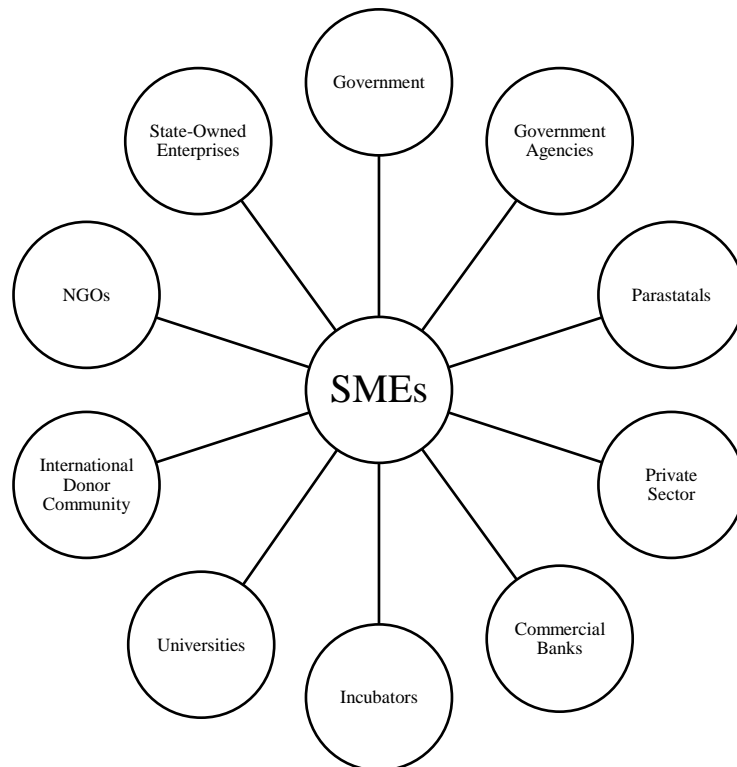 Government
State-Owned
Enterprises
Government
Agencies
NGOs
Parastatals
SMEs
International
Donor
Community
Private
Sector
Universities
Commercial
Banks
Incubators